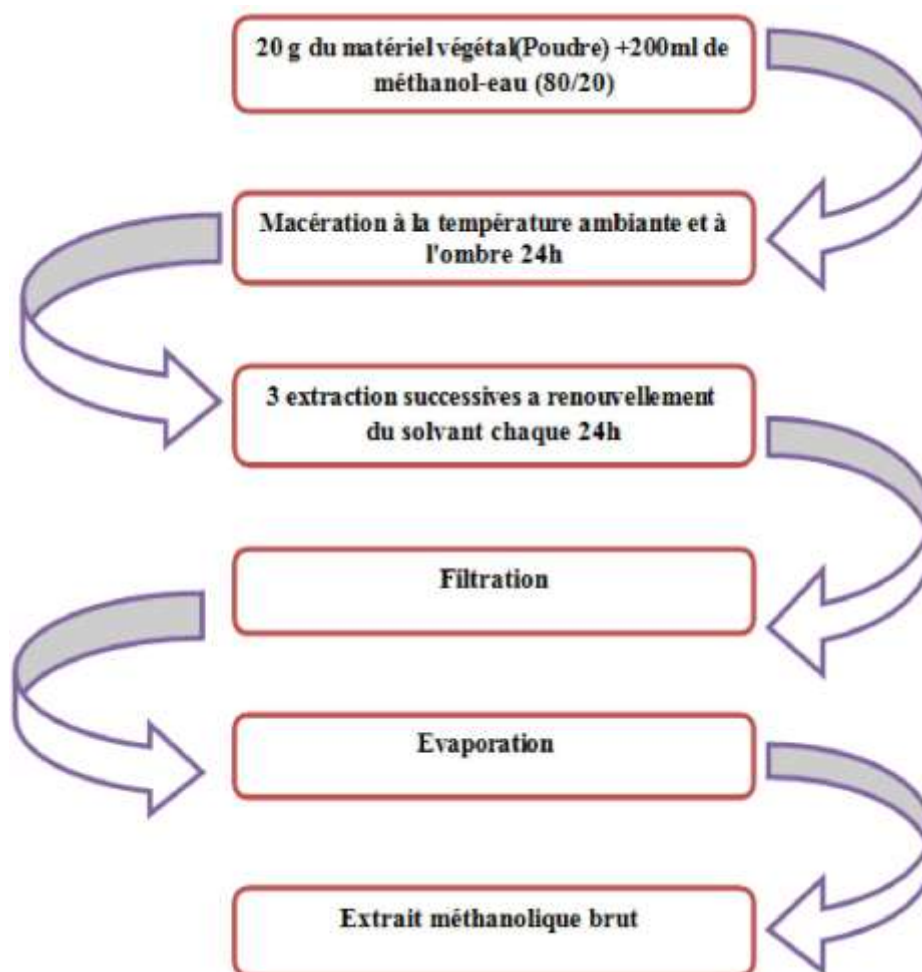 20 g du matériel végétal(Poudre) +200ml de
méthanol-eau (80/20)
Macération à la température ambiante et à
l'ombre 24h
3 extraction successives a renouvellement
du solvant chaque 24h
Filtration
Evaporation
Extrait méthanolique brut